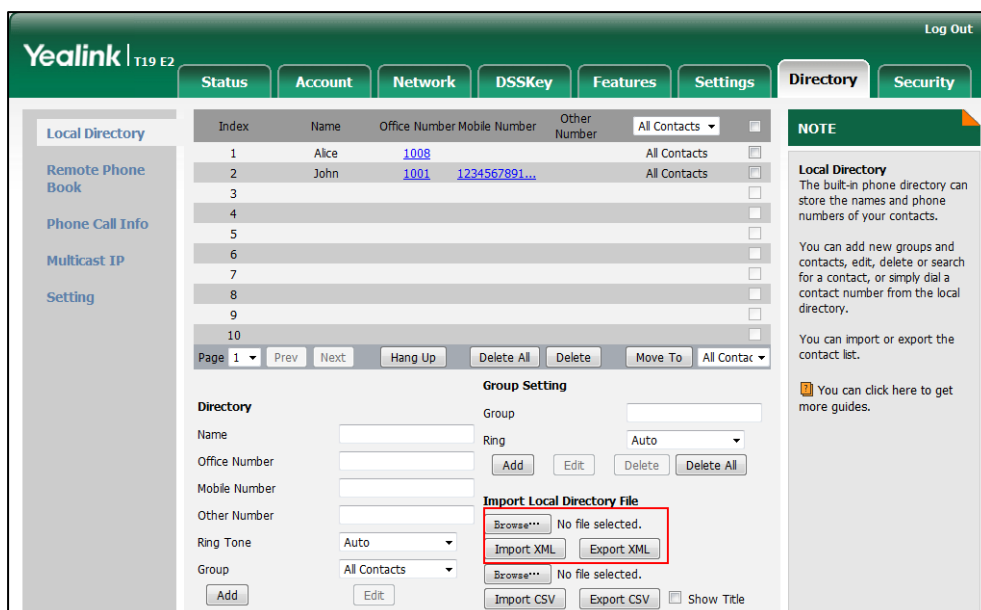 Log Out
Yealink T19 E2
Status Account Network DSSKey Features Settings Directory Security
Local Directory
Remote Phone
Book
Phone Call Info
Multicast IP
Setting
Index Name Office Number Mobile Number Other Number All Contacts
1 Alice 1008 All Contacts
2 John 1001 1234567891... All Contacts
3
4
5
6
7
8
9
10
Page 1 Prev Next Hang Up Delete All Delete Move To All Contac
Directory
Name
Office Number
Mobile Number
Other Number
Ring Tone Auto
Group All Contacts
Add Edit
Group Setting
Group
Ring Auto
Add Edit Delete Delete All
Import Local Directory File
Browse... No file selected.
Import XML Export XML
Browse... No file selected.
Import CSV Export CSV Show Title
NOTE
Local Directory
The built-in phone directory can
store the names and phone
numbers of your contacts.
You can add new groups and
contacts, edit, delete or search
for a contact, or simply dial a
contact number from the local
directory.
You can import or export the
contact list.
You can click here to get
more guides.